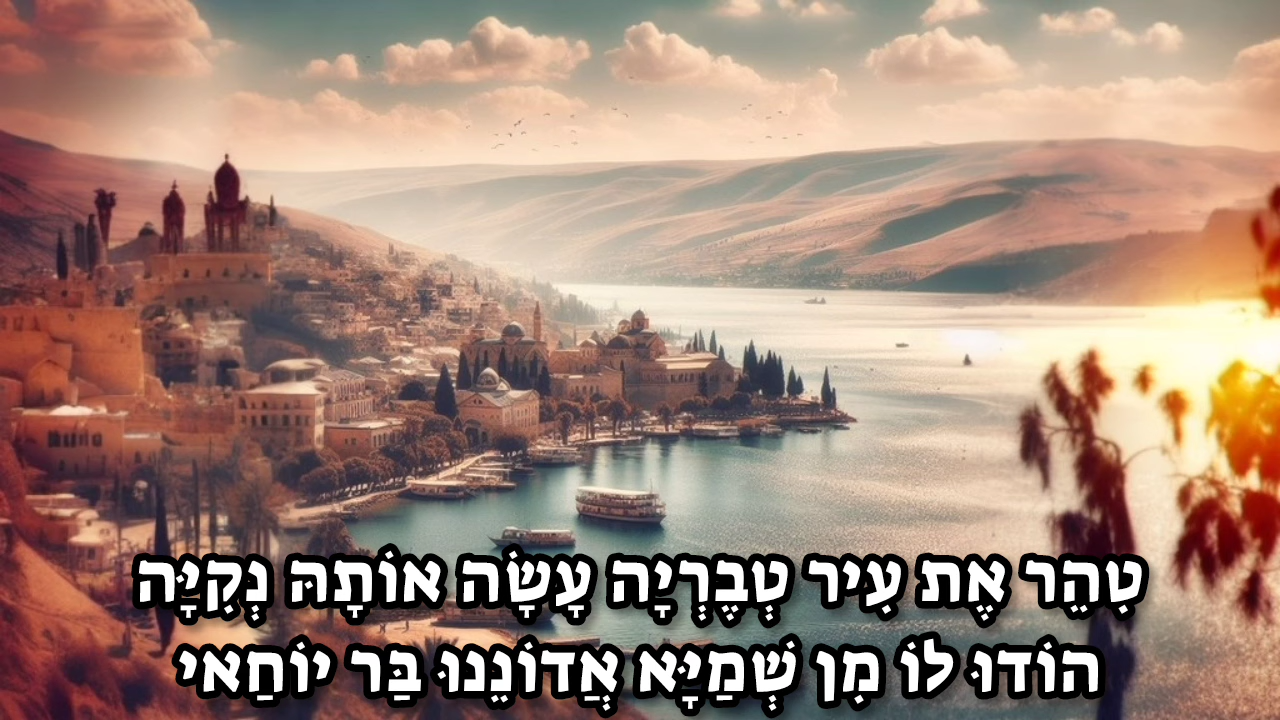 טִהֵר אֶת עִיר טְבֶרְיָה עָשָׂה אוֹתָהּ נְקִיָּה
הוֹדוּ לוֹ מִן שְׁמַיָּא אֲדוֹנֵנוּ בַּר יוֹחַאי